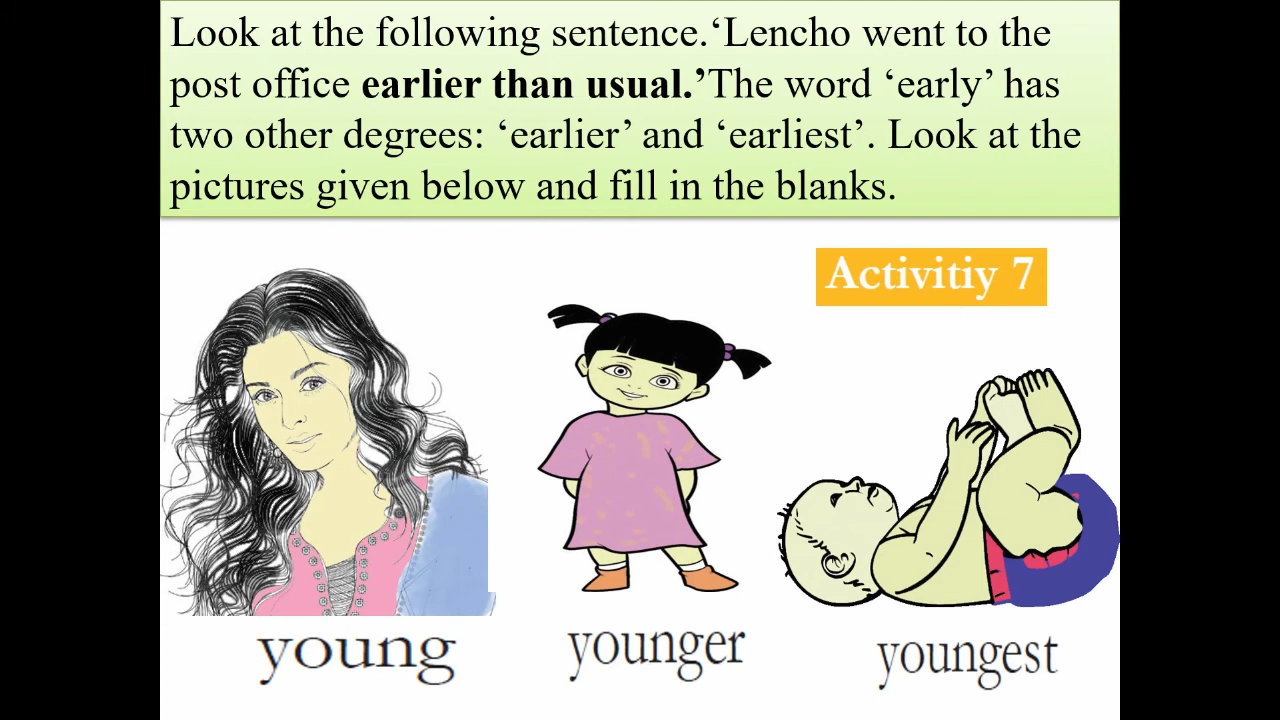 Look at the following sentence.‘Lencho went to the
post office earlier than usual.’The word ‘early’ has
two other degrees: ‘earlier’ and ‘earliest’. Look at the
pictures given below and fill in the blanks.
Activitiy 7
young
younger
youngest